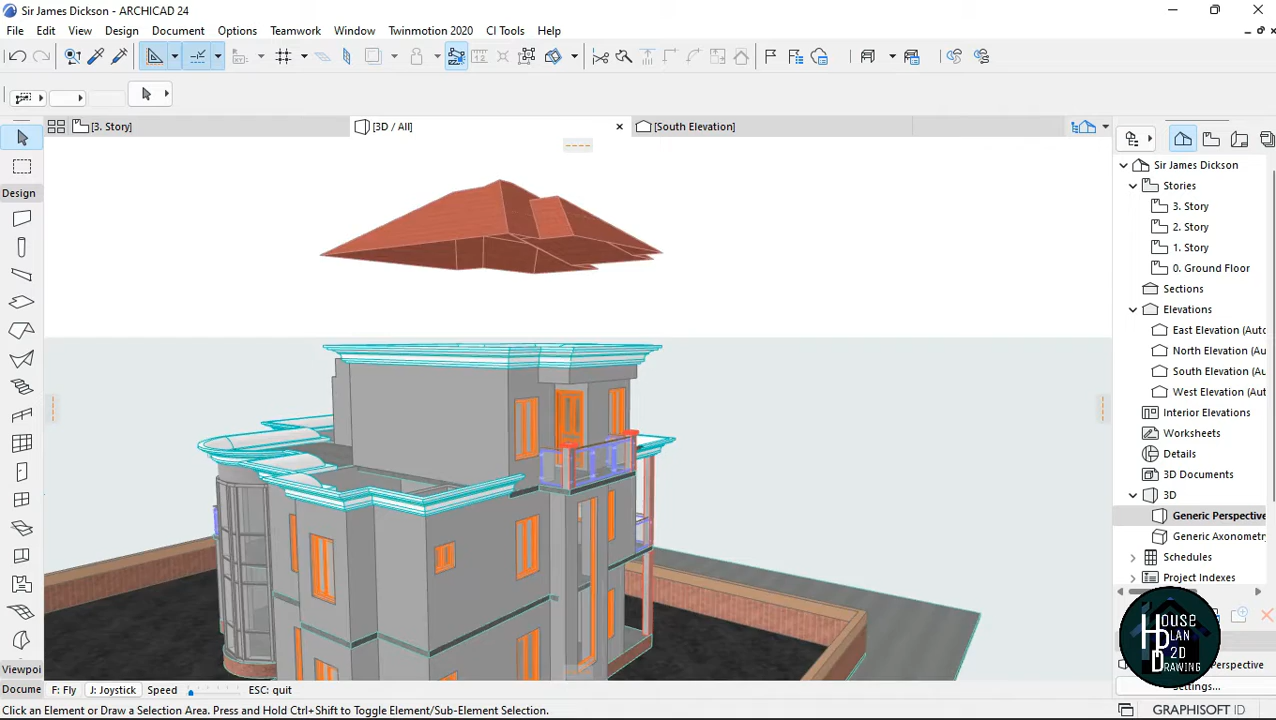 Sir James Dickson - ARCHICAD 24
File Edit View Design Document Options Teamwork Window Twinmotion 2020 CI Tools Help
[3. Story] [3D / All] [South Elevation]
Sir James Dickson
Stories
3. Story
2. Story
1. Story
0. Ground Floor
Sections
Elevations
East Elevation (Auto
North Elevation (Aut
South Elevation (Aut
West Elevation (Auto
Interior Elevations
Worksheets
Details
3D Documents
3D
Generic Perspective
Generic Axonometr
Schedules
Project Indexes
Perspective
Settings...
Design
Viewpoi
Docume
HOUSE
PLAN
2D
DRAWING
F: Fly J: Joystick Speed ESC: quit
Click an Element or Draw a Selection Area. Press and Hold Ctrl+Shift to Toggle Element/Sub-Element Selection.
GRAPHISOFT ID